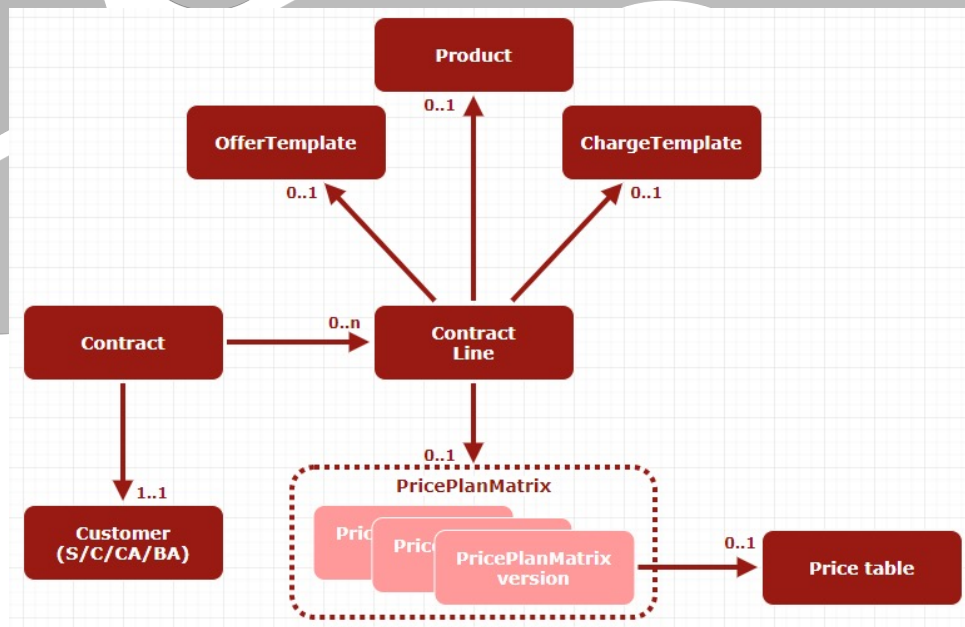 Product
0..1
OfferTemplate
ChargeTemplate
0..1
0..1
Contract
0..n
Contract
Line
0..1
1..1
PricePlanMatrix
Customer
(S/C/CA/BA)
PricePlanMatrix
version
0..1
Price table